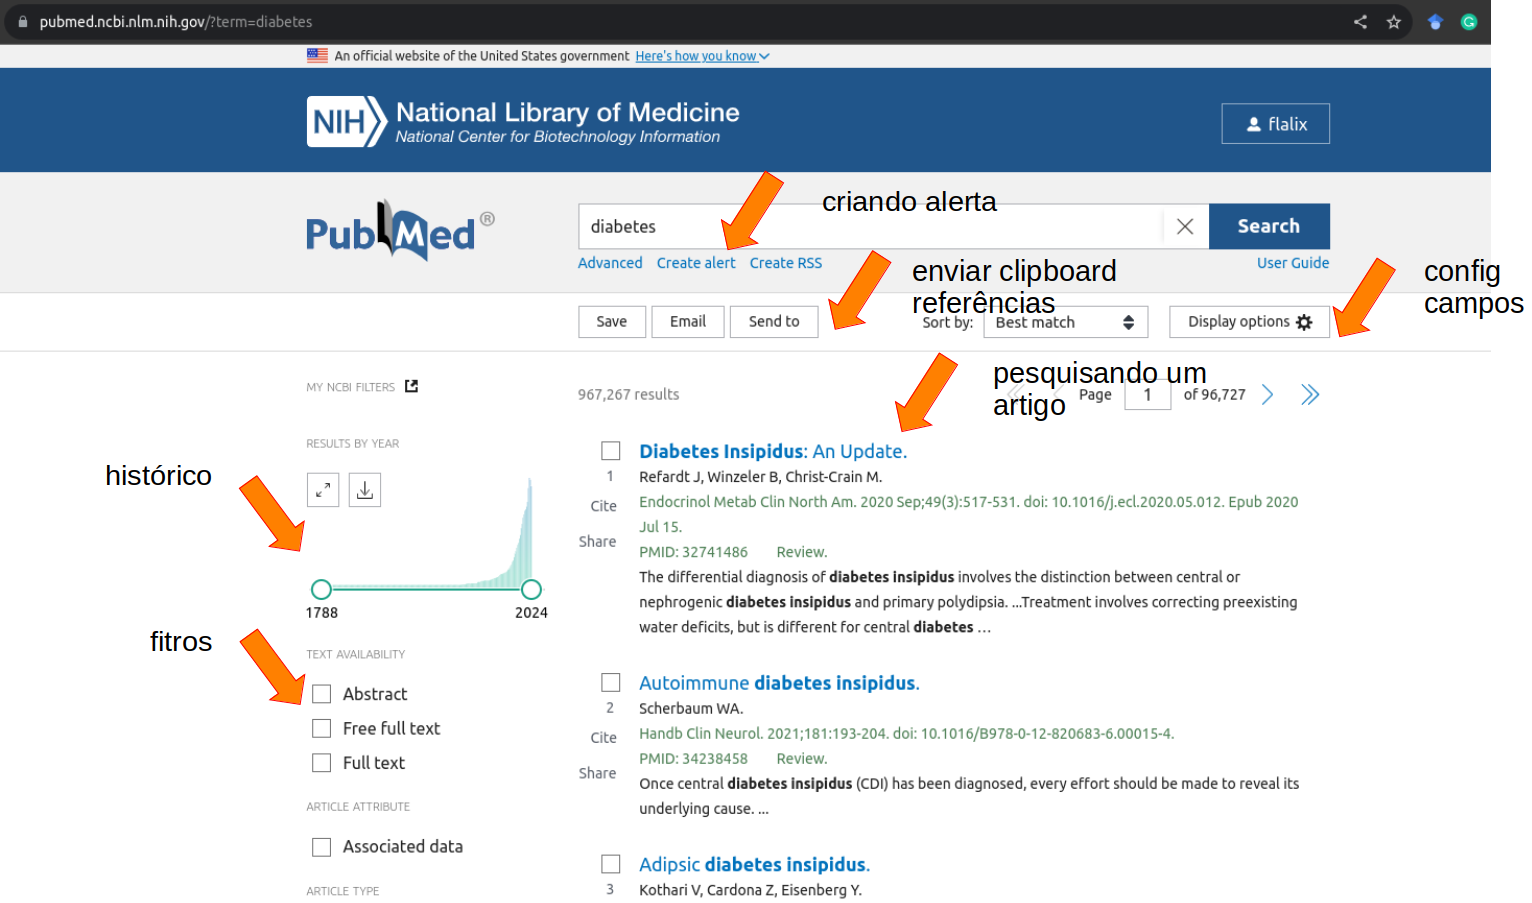 pubmed.ncbi.nlm.nih.gov/?term=diabetes
An official website of the United States government Here's how you know
NIH National Library of Medicine
National Center for Biotechnology Information
flalix
PubMed®
criando alerta
diabetes
Search
Advanced Create alert Create RSS
User Guide
enviar clipboard
referências
config
campos
Save Email Send to
Sort by: Best match
Display options
MY NCBI FILTERS
967,267 results
pesquisando um
artigo
Page 1 of 96,727
RESULTS BY YEAR
histórico
1788 2024
fitros
TEXT AVAILABILITY
Abstract
Free full text
Full text
ARTICLE ATTRIBUTE
Associated data
ARTICLE TYPE
Diabetes Insipidus: An Update.
1
Cite
Share
Refardt J, Winzeler B, Christ-Crain M.
Endocrinol Metab Clin North Am. 2020 Sep;49(3):517-531. doi: 10.1016/j.ecl.2020.05.012. Epub 2020
Jul 15.
PMID: 32741486 Review.
The differential diagnosis of diabetes insipidus involves the distinction between central or
nephrogenic diabetes insipidus and primary polydipsia. ...Treatment involves correcting preexisting
water deficits, but is different for central diabetes …
Autoimmune diabetes insipidus.
2
Cite
Share
Scherbaum WA.
Handb Clin Neurol. 2021;181:193-204. doi: 10.1016/B978-0-12-820683-6.00015-4.
PMID: 34238458 Review.
Once central diabetes insipidus (CDI) has been diagnosed, every effort should be made to reveal its
underlying cause. ...
Adipsic diabetes insipidus.
3
Kothari V, Cardona Z, Eisenberg Y.